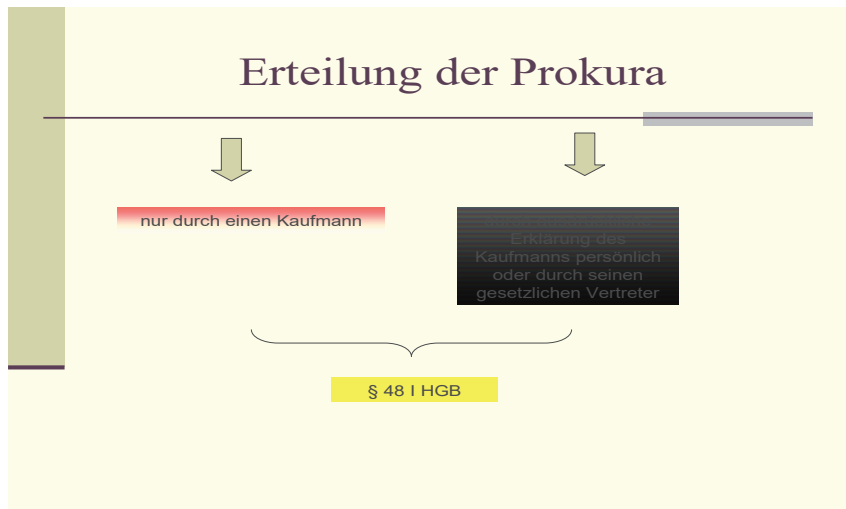 Erteilung der Prokura
nur durch einen Kaufmann
Erklärung des
Kaufmanns persönlich
oder durch seinen
gesetzlichen Vertreter
§ 48 I HGB